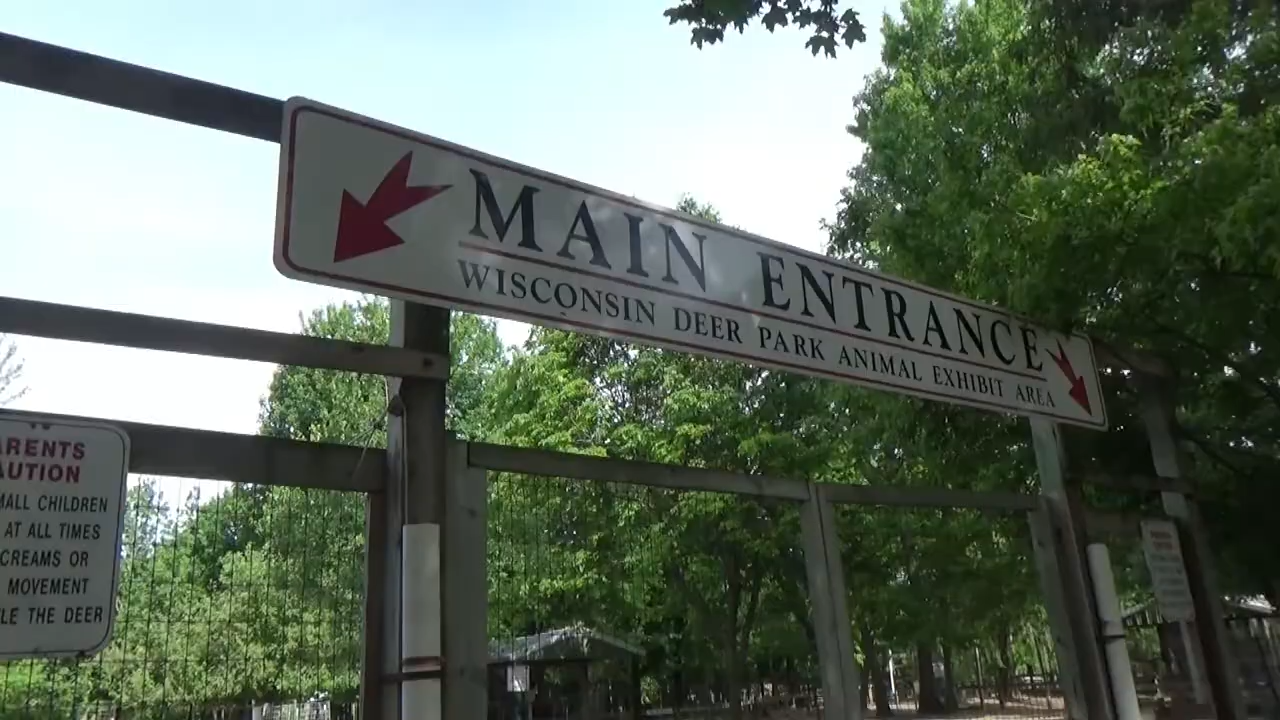 MAIN ENTRANCE
WISCONSIN DEER PARK ANIMAL EXHIBIT AREA
ARENTS
AUTION
MALL CHILDREN
AT ALL TIMES
CREAMS OR
MOVEMENT
LE THE DEER